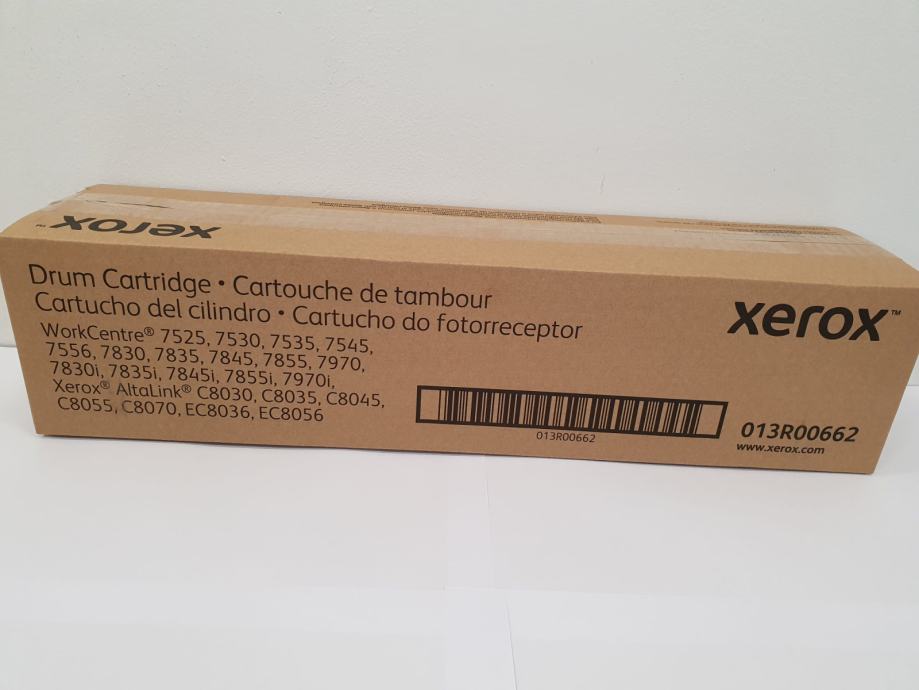 xerox™
Drum Cartridge • Cartouche de tambour
Cartucho del cilindro • Cartucho do fotorreceptor
WorkCentre® 7525, 7530, 7535, 7545,
7556, 7830, 7835, 7845, 7855, 7970,
7830i, 7835i, 7845i, 7855i, 7970i,
Xerox® AltaLink® C8030, C8035, C8045,
C8055, C8070, EC8036, EC8056
xerox™
013R00662
013R00662
www.xerox.com